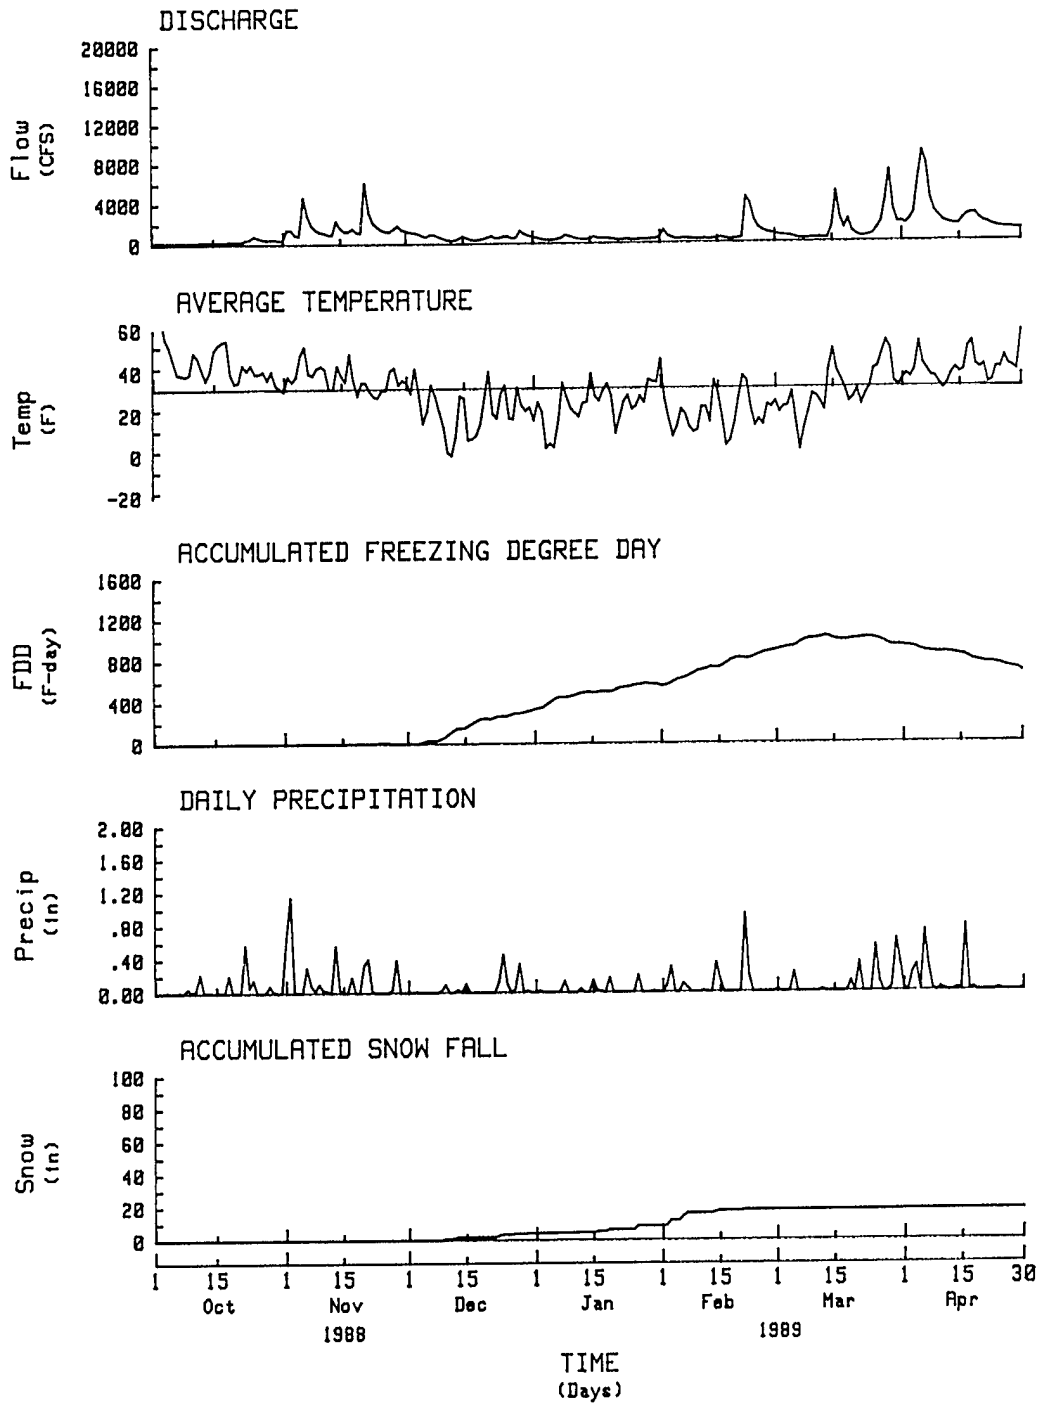 DISCHARGE
20000
16000
12000
8000
4000
0
Flow
(CFS)
AVERAGE TEMPERATURE
60
40
20
0
-20
Temp
(F)
ACCUMULATED FREEZING DEGREE DAY
1600
1200
800
400
0
FDD
(F-day)
DAILY PRECIPITATION
2.00
1.60
1.20
.80
.40
0.00
Precip
(in)
ACCUMULATED SNOW FALL
100
80
60
40
20
0
Snow
(in)
1 15 1 15 1 15 1 15 1 15 1 15 1 15 30
Oct Nov Dec Jan Feb Mar Apr
1988 1989
TIME
(Days)